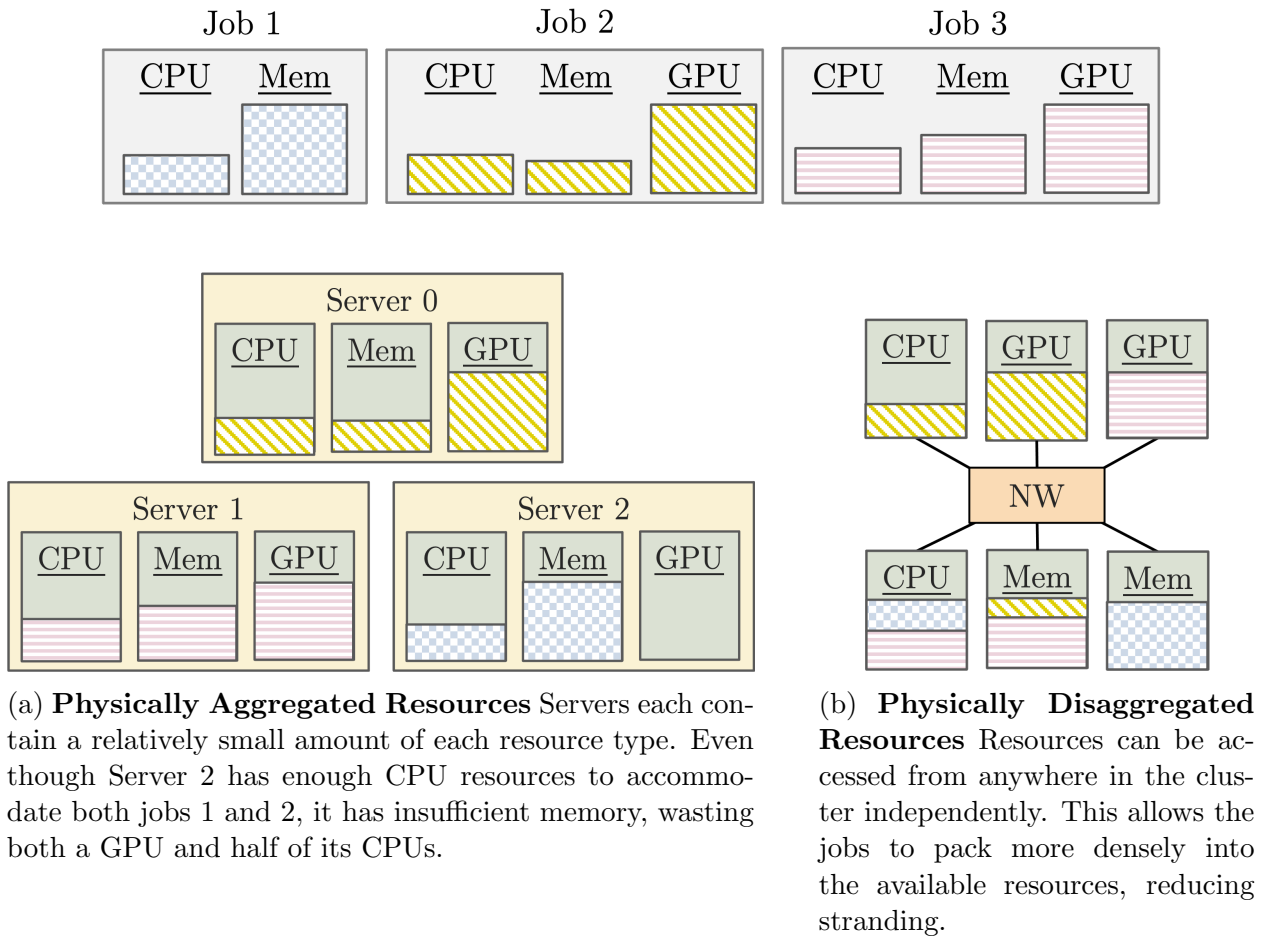 Job 1
Job 2
Job 3
CPU Mem
CPU Mem GPU
CPU Mem GPU
Server 0
CPU Mem GPU
Server 1
CPU Mem GPU
Server 2
CPU Mem GPU
(a) Physically Aggregated Resources Servers each con-
tain a relatively small amount of each resource type. Even
though Server 2 has enough CPU resources to accommo-
date both jobs 1 and 2, it has insufficient memory, wasting
both a GPU and half of its CPUs.
CPU GPU GPU
NW
CPU Mem Mem
(b) Physically Disaggregated
Resources Resources can be ac-
cessed from anywhere in the clus-
ter independently. This allows the
jobs to pack more densely into
the available resources, reducing
stranding.